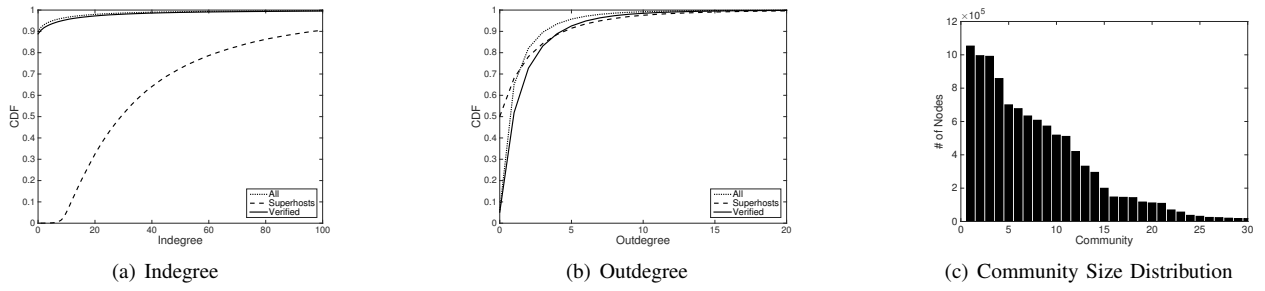 1
0.9
0.8
0.7
0.6
0.5
0.4
0.3
0.2
0.1
0
CDF
0 20 40 60 80 100
Indegree
All
Superhosts
Verified
(a) Indegree
1
0.9
0.8
0.7
0.6
0.5
0.4
0.3
0.2
0.1
0
CDF
0 5 10 15 20
Outdegree
All
Superhosts
Verified
(b) Outdegree
×10^5
12
10
8
6
4
2
0
# of Nodes
0 5 10 15 20 25 30
Community
(c) Community Size Distribution